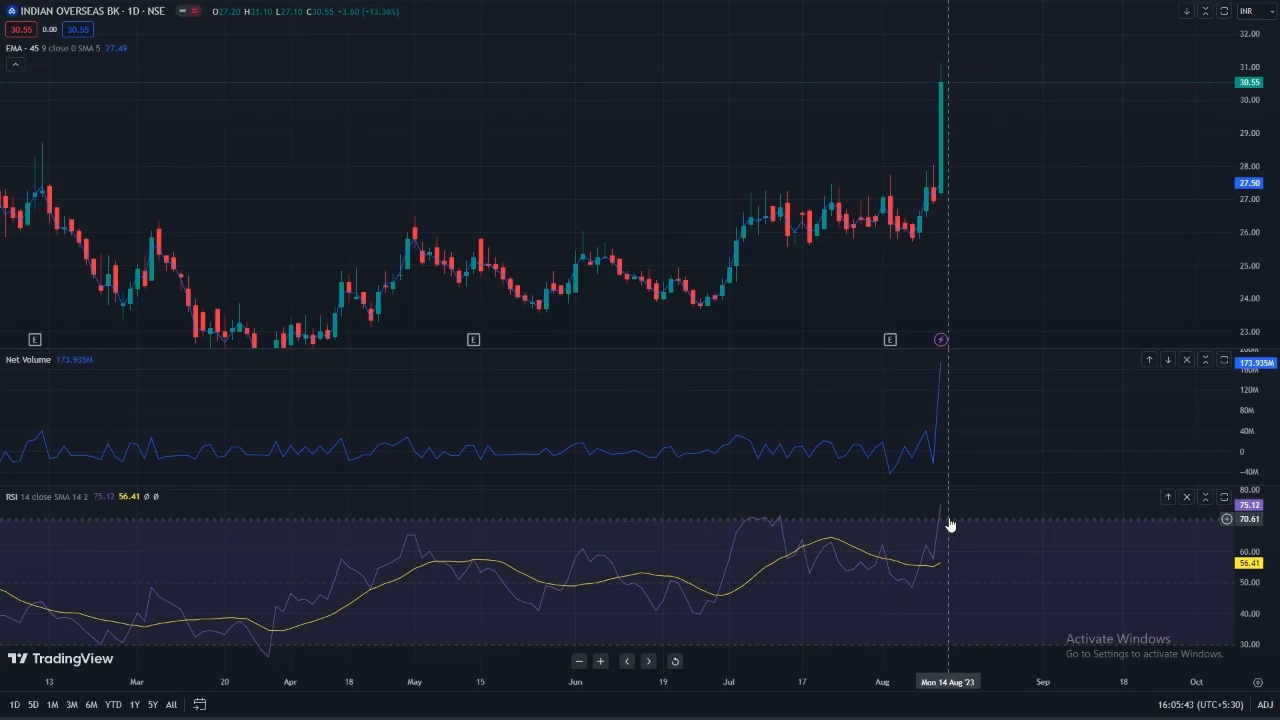 INDIAN OVERSEAS BK · 1D · NSE O27.20 H31.10 L27.10 C30.55 +3.60 (+13.36%) INR
30.55 0.00 30.55
EMA · 45 9 close 0 SMA 5 27.49
32.00
31.00
30.55
30.00
29.00
28.00
27.50
27.00
26.00
25.00
24.00
23.00
E E E
Net Volume 173.935M
200M
173.935M
160M
120M
80M
40M
0
−40M
RSI 14 close SMA 14 2 75.12 56.41 Ø Ø
80.00
75.12
70.61
60.00
56.41
50.00
40.00
30.00
Activate Windows
Go to Settings to activate Windows.
TradingView
13 Mar 20 Apr 18 May 15 Jun 19 Jul 17 Aug Mon 14 Aug '23 Sep 18 Oct
1D 5D 1M 3M 6M YTD 1Y 5Y All 16:05:43 (UTC+5:30) ADJ